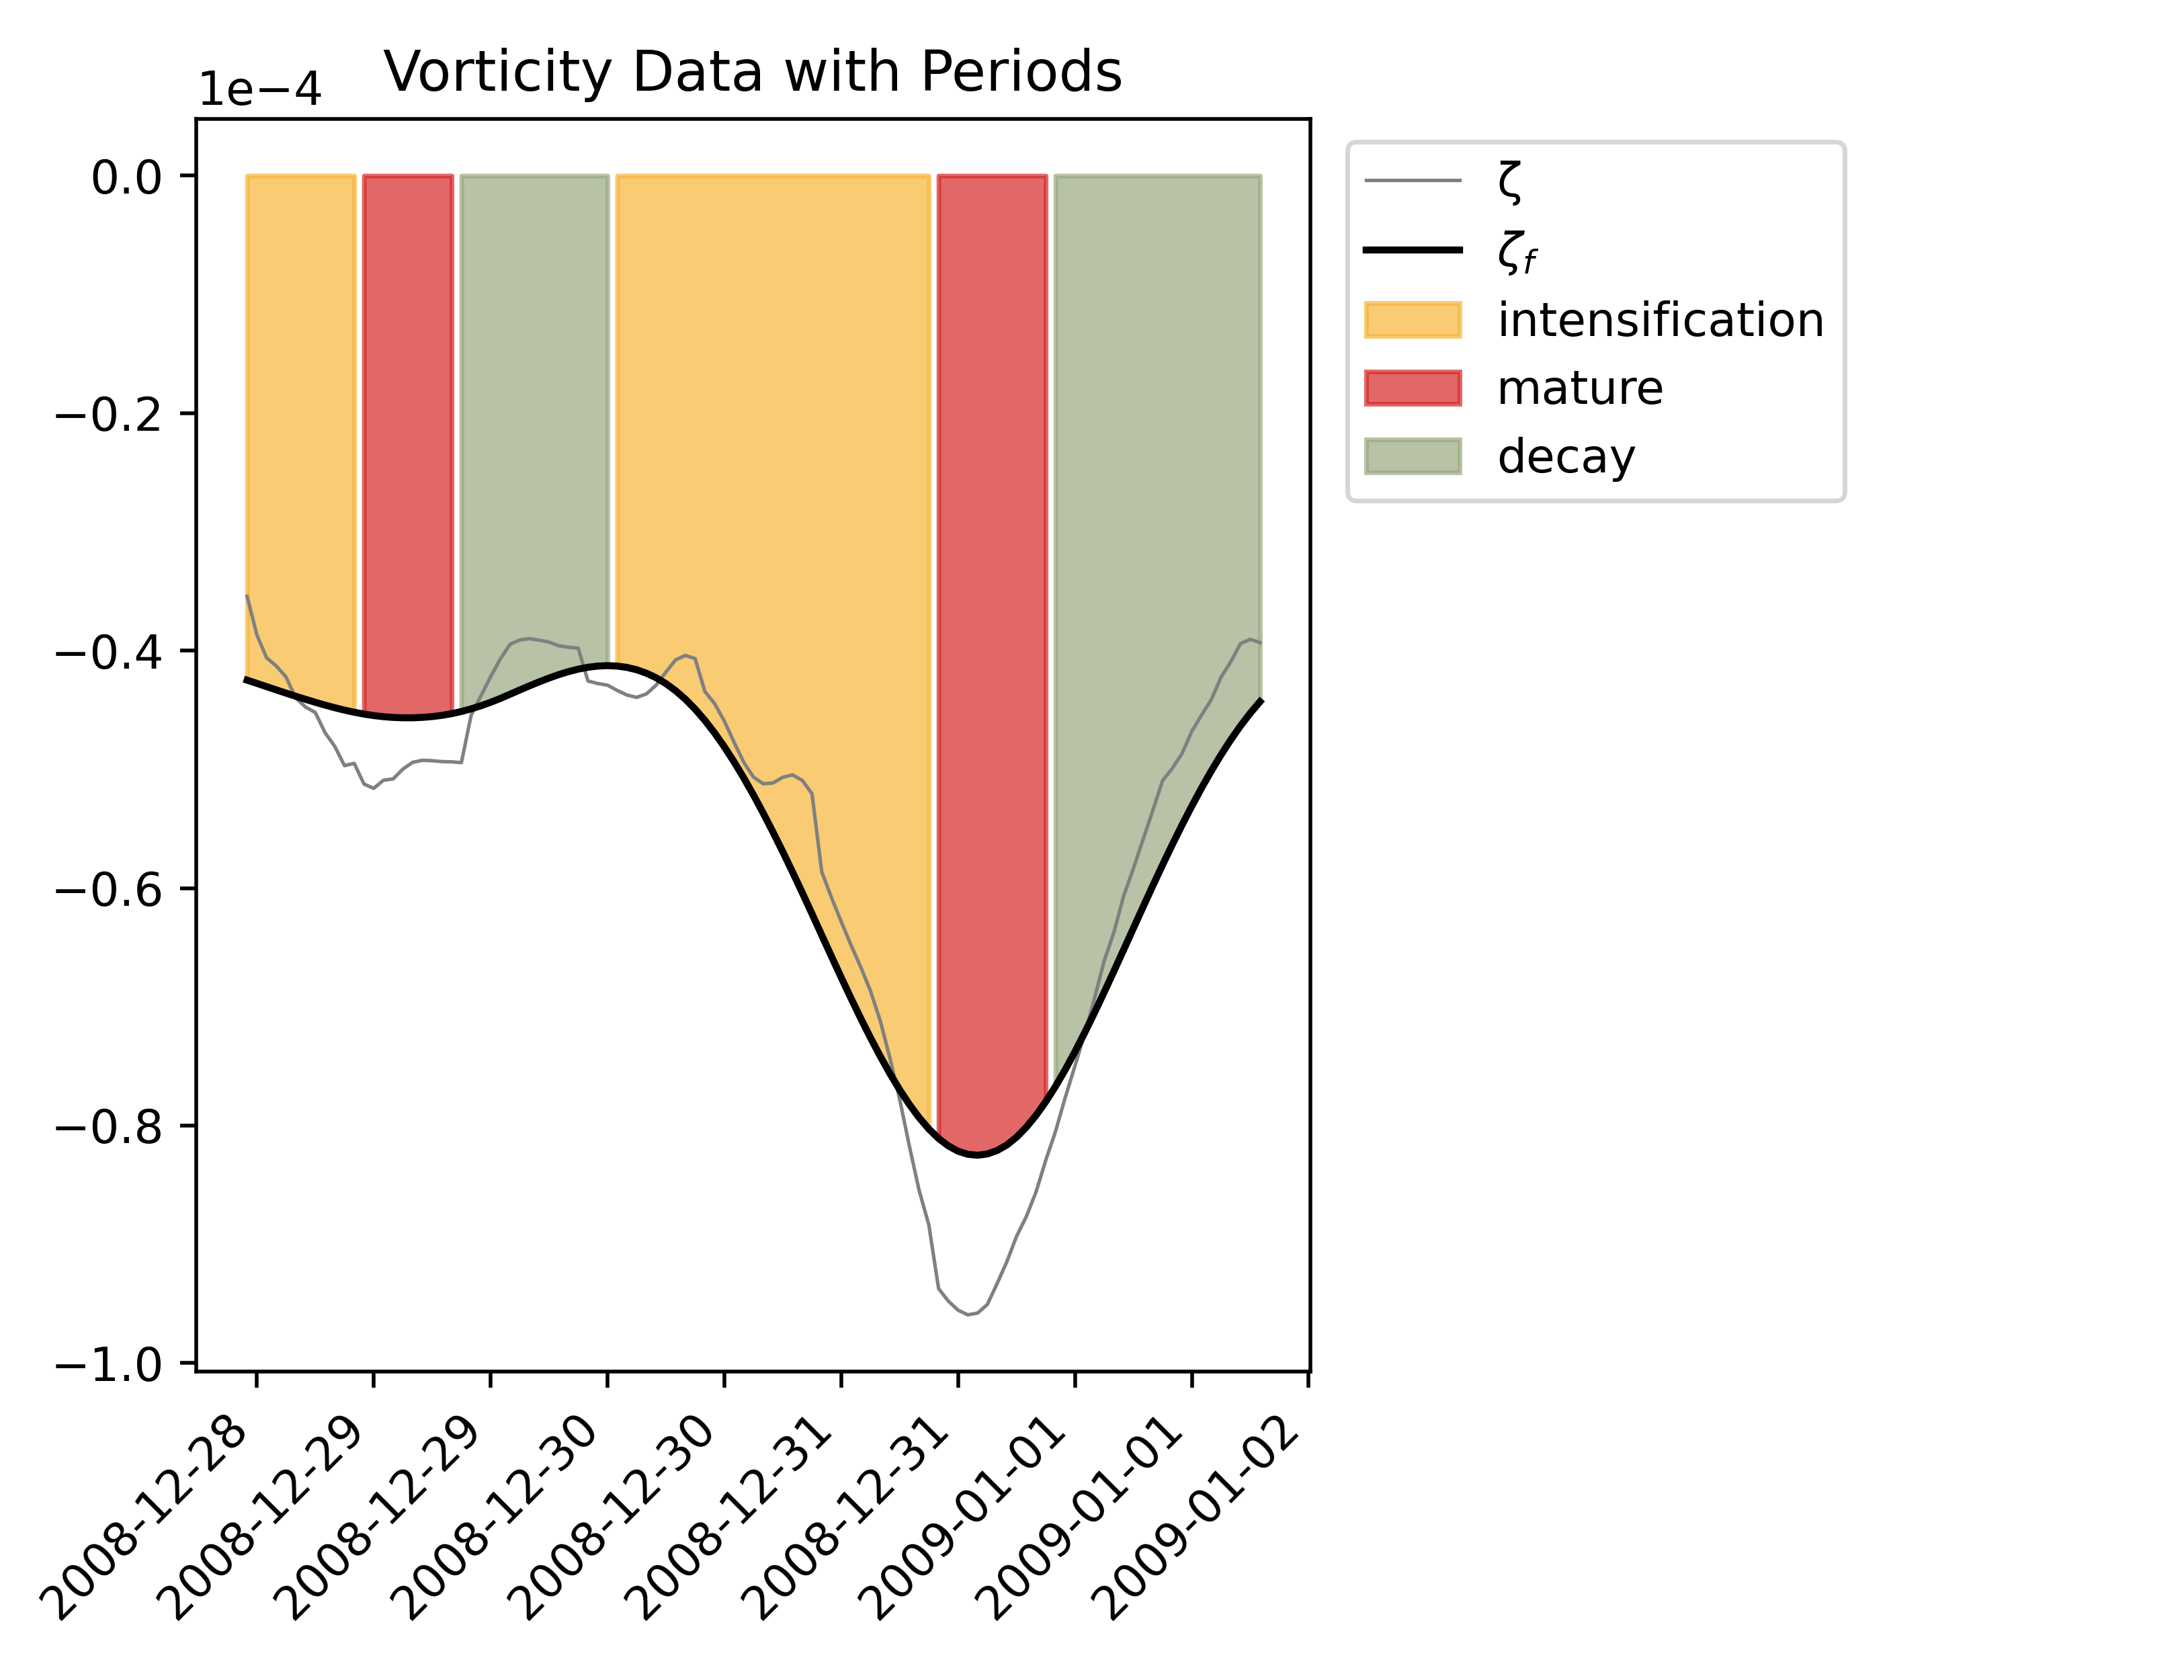 Vorticity Data with Periods
1e−4
0.0
−0.2
−0.4
−0.6
−0.8
−1.0
2008-12-28
2008-12-29
2008-12-29
2008-12-30
2008-12-30
2008-12-31
2008-12-31
2009-01-01
2009-01-01
2009-01-02
ζ
ζf
intensification
mature
decay